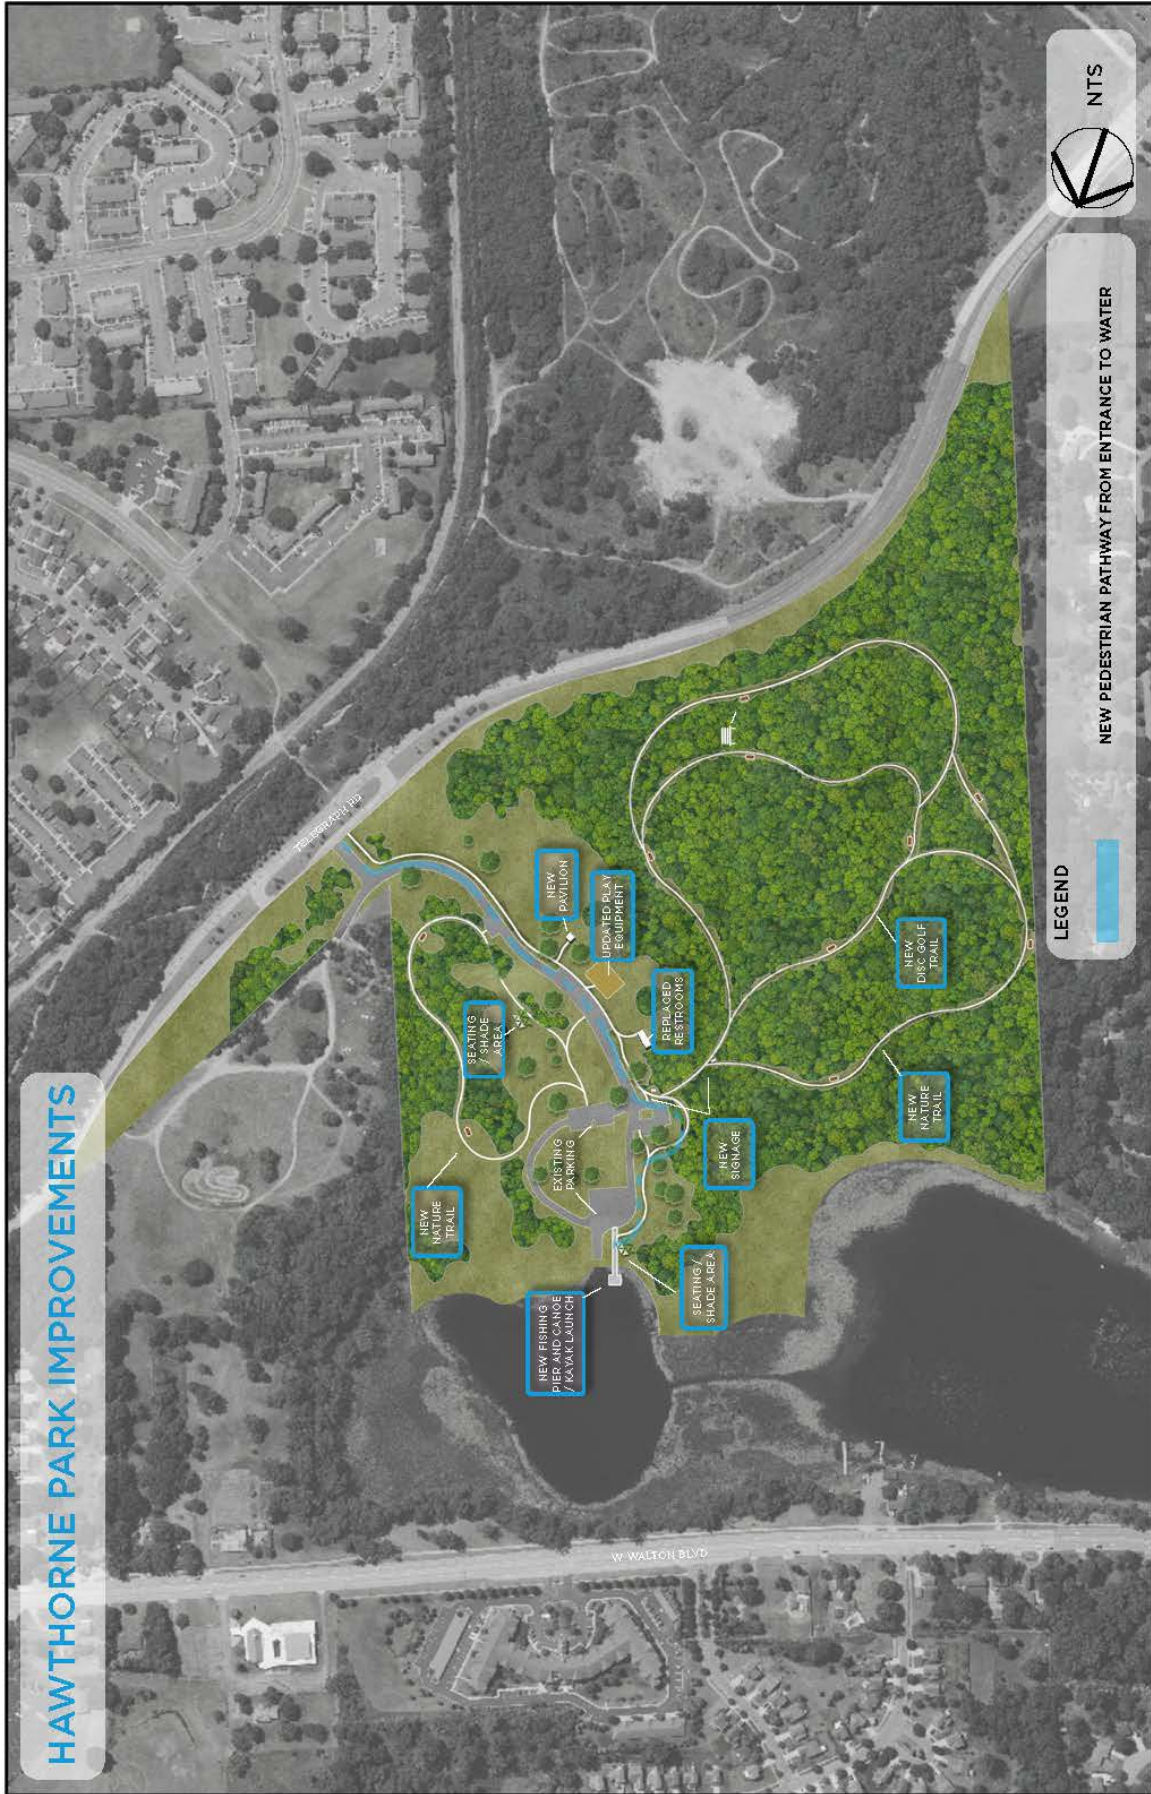 HAWTHORNE PARK IMPROVEMENTS
W WALTON BLVD
NEW FISHING
PIER AND CANOE
/ KAYAK LAUNCH
NEW
NATURE
TRAIL
EXISTING
PARKING
SEATING
/ SHADE
AREA
TELEGRAPH RD
NEW
PAVILION
UPDATED PLAY
EQUIPMENT
REPLACED
RESTROOMS
SEATING /
SHADE AREA
NEW
SIGNAGE
NEW
NATURE
TRAIL
NEW
DISC GOLF
TRAIL
LEGEND
NEW PEDESTRIAN PATHWAY FROM ENTRANCE TO WATER
NTS